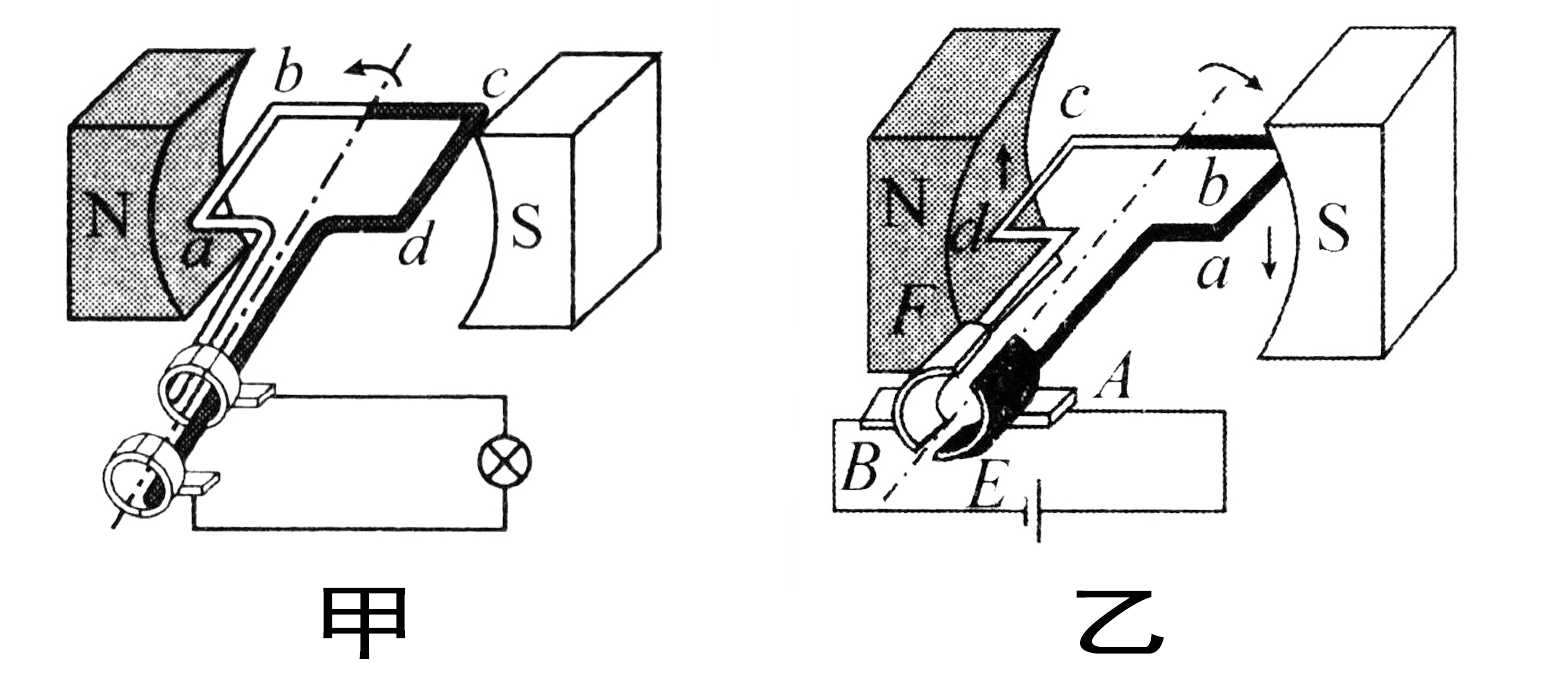 b c
N a d S
甲
c
N d b S
F a
A
B E
乙